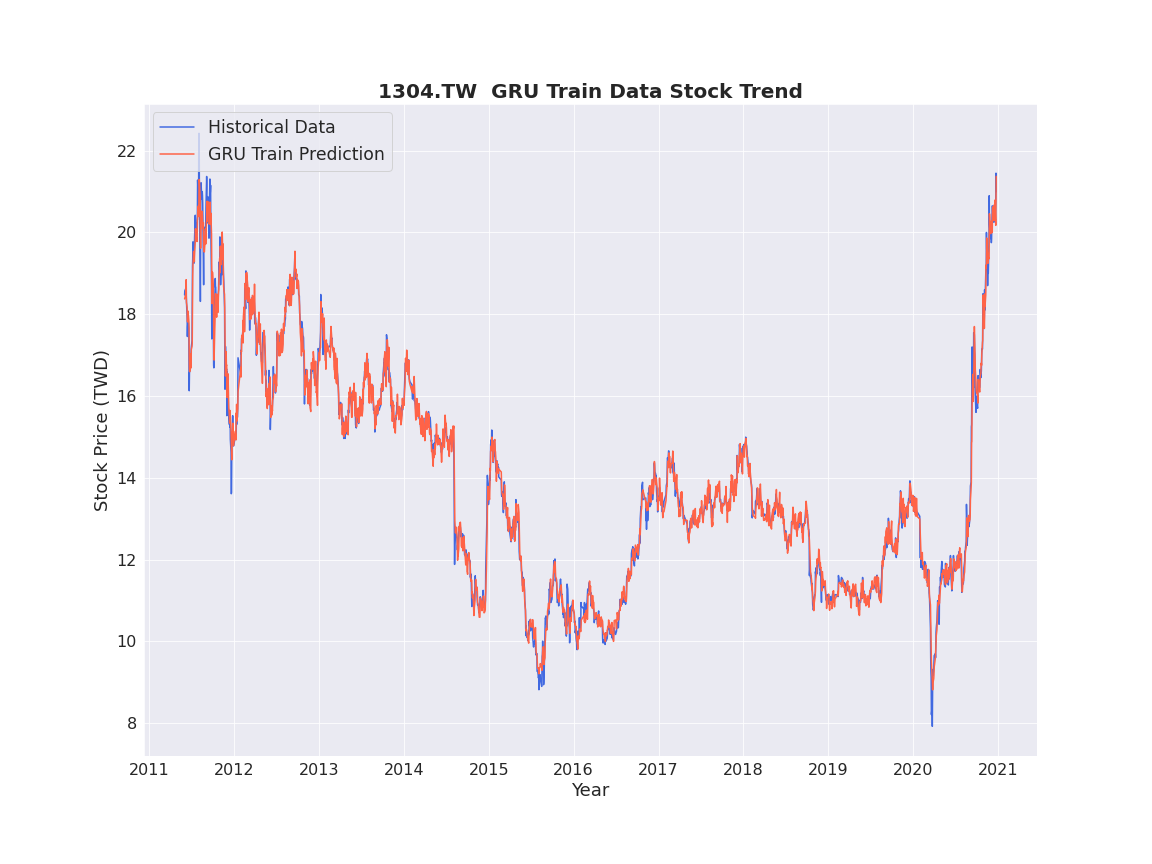 1304.TW  GRU Train Data Stock Trend
Historical Data
GRU Train Prediction
Stock Price (TWD)
22
20
18
16
14
12
10
8
2011 2012 2013 2014 2015 2016 2017 2018 2019 2020 2021
Year